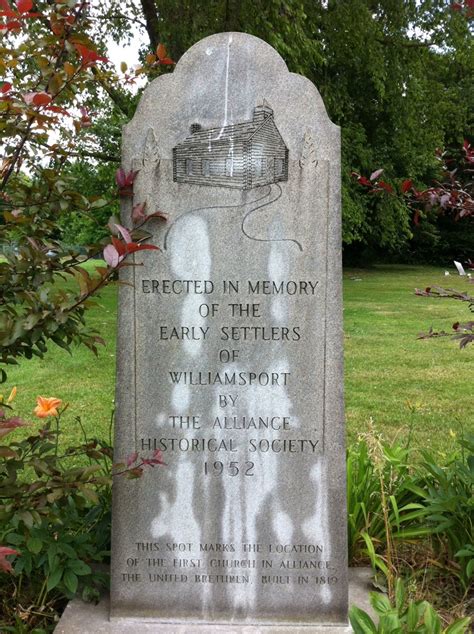 ERECTED IN MEMORY
OF THE
EARLY SETTLERS
OF
WILLIAMSPORT
BY
THE ALLIANCE
HISTORICAL SOCIETY
1952
THIS SPOT MARKS THE LOCATION
OF THE FIRST CHURCH IN ALLIANCE,
THE UNITED BRETHREN, BUILT IN 1819